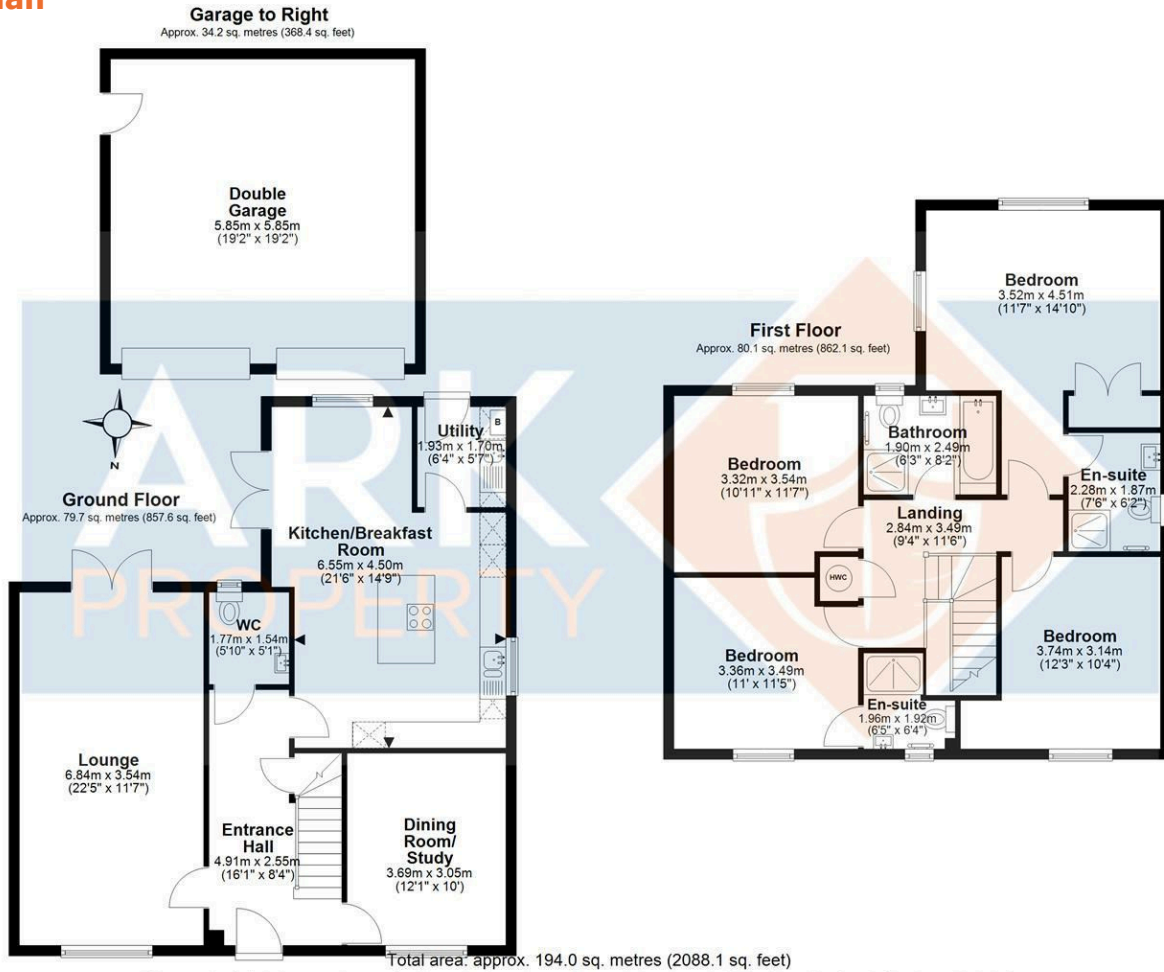 Garage to Right
Approx. 34.2 sq. metres (368.4 sq. feet)
Double
Garage
5.85m x 5.85m
(19'2" x 19'2")
N
Ground Floor
Approx. 79.7 sq. metres (857.6 sq. feet)
Utility
1.93m x 1.70m
(6'4" x 5'7")
B
Kitchen/Breakfast
Room
6.55m x 4.50m
(21'6" x 14'9")
WC
1.77m x 1.54m
(5'10" x 5'1")
Lounge
6.84m x 3.54m
(22'5" x 11'7")
Entrance
Hall
4.91m x 2.55m
(16'1" x 8'4")
Dining
Room/
Study
3.69m x 3.05m
(12'1" x 10')
First Floor
Approx. 80.1 sq. metres (862.1 sq. feet)
Bedroom
3.52m x 4.51m
(11'7" x 14'10")
Bedroom
3.32m x 3.54m
(10'11" x 11'7")
Bathroom
1.90m x 2.49m
(6'3" x 8'2")
En-suite
2.28m x 1.87m
(7'6" x 6'2")
Landing
2.84m x 3.49m
(9'4" x 11'6")
HWC
Bedroom
3.36m x 3.49m
(11' x 11'5")
En-suite
1.96m x 1.92m
(6'5" x 6'4")
Bedroom
3.74m x 3.14m
(12'3" x 10'4")
Total area: approx. 194.0 sq. metres (2088.1 sq. feet)
ARK
PROPERTY